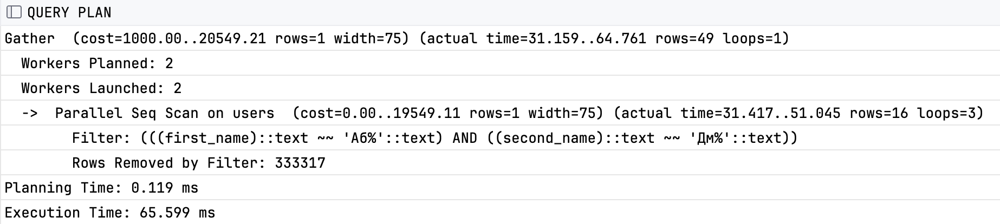 QUERY PLAN
Gather  (cost=1000.00..20549.21 rows=1 width=75) (actual time=31.159..64.761 rows=49 loops=1)
  Workers Planned: 2
  Workers Launched: 2
  ->  Parallel Seq Scan on users  (cost=0.00..19549.11 rows=1 width=75) (actual time=31.417..51.045 rows=16 loops=3)
        Filter: (((first_name)::text ~~ 'Аб%'::text) AND ((second_name)::text ~~ 'Дм%'::text))
        Rows Removed by Filter: 333317
Planning Time: 0.119 ms
Execution Time: 65.599 ms